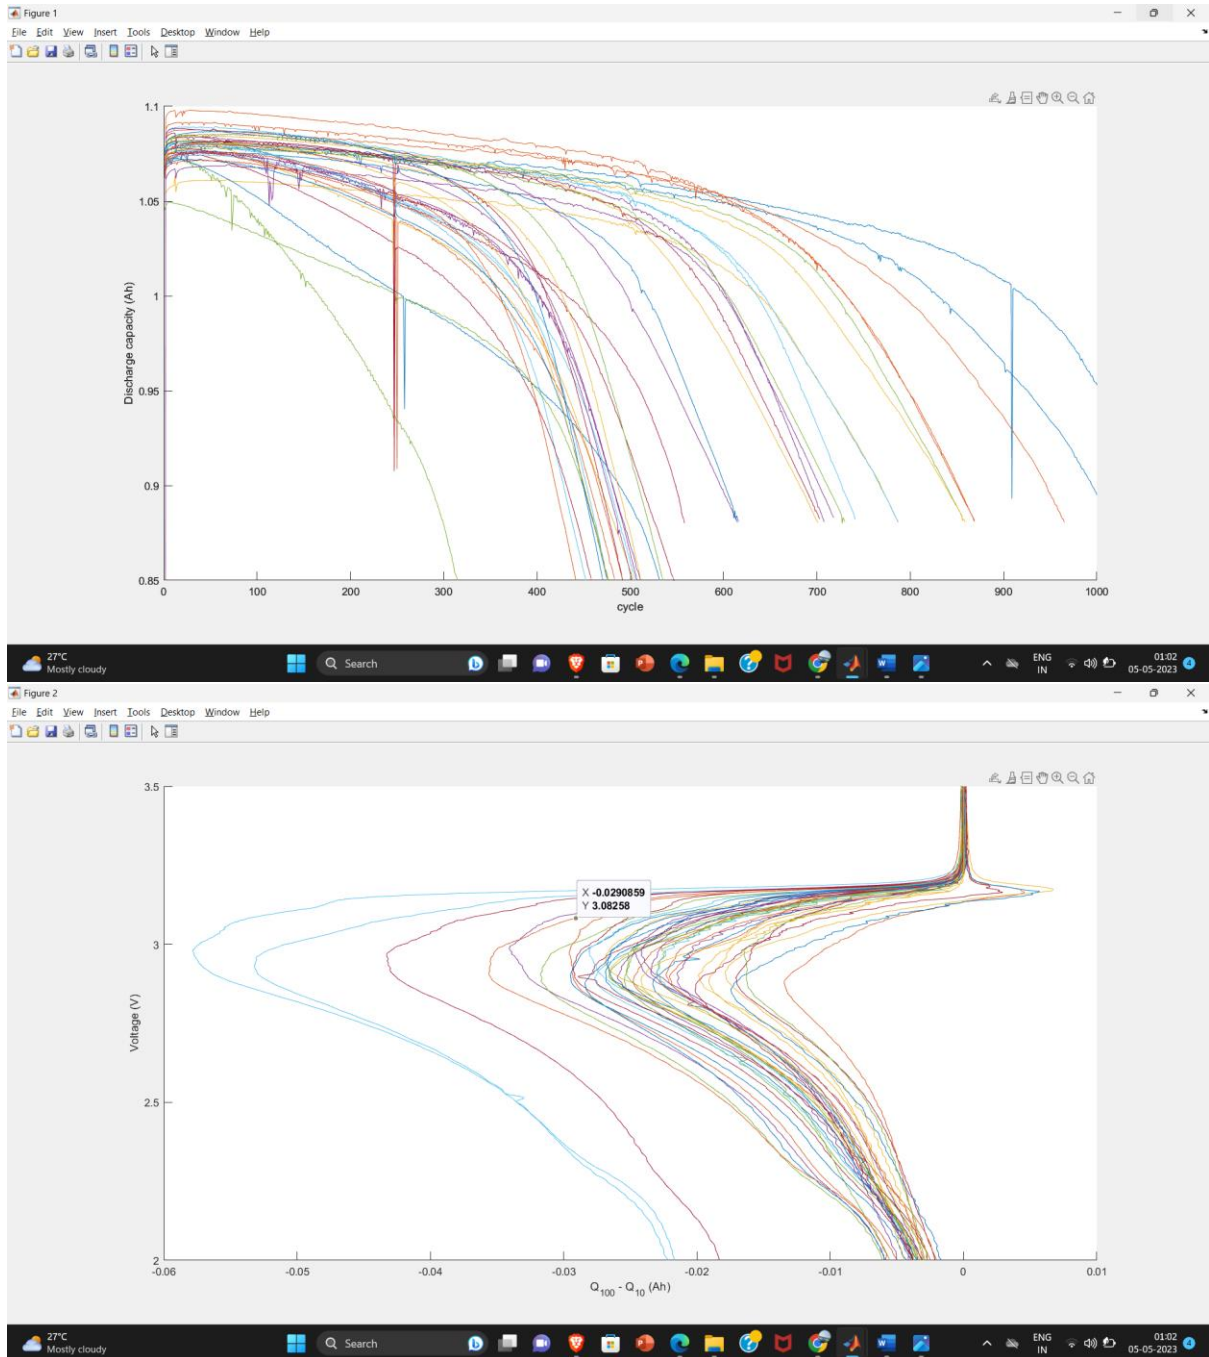 Figure 1
File Edit View Insert Tools Desktop Window Help
1.1
1.05
1
0.95
0.9
0.85
Discharge capacity (Ah)
0 100 200 300 400 500 600 700 800 900 1000
cycle
27°C
Mostly cloudy
Search
ENG
IN
01:02
05-05-2023
4
Figure 2
File Edit View Insert Tools Desktop Window Help
3.5
3
2.5
2
Voltage (V)
X -0.0290859
Y 3.08258
-0.06 -0.05 -0.04 -0.03 -0.02 -0.01 0 0.01
Q100 - Q10 (Ah)
27°C
Mostly cloudy
Search
ENG
IN
01:02
05-05-2023
4